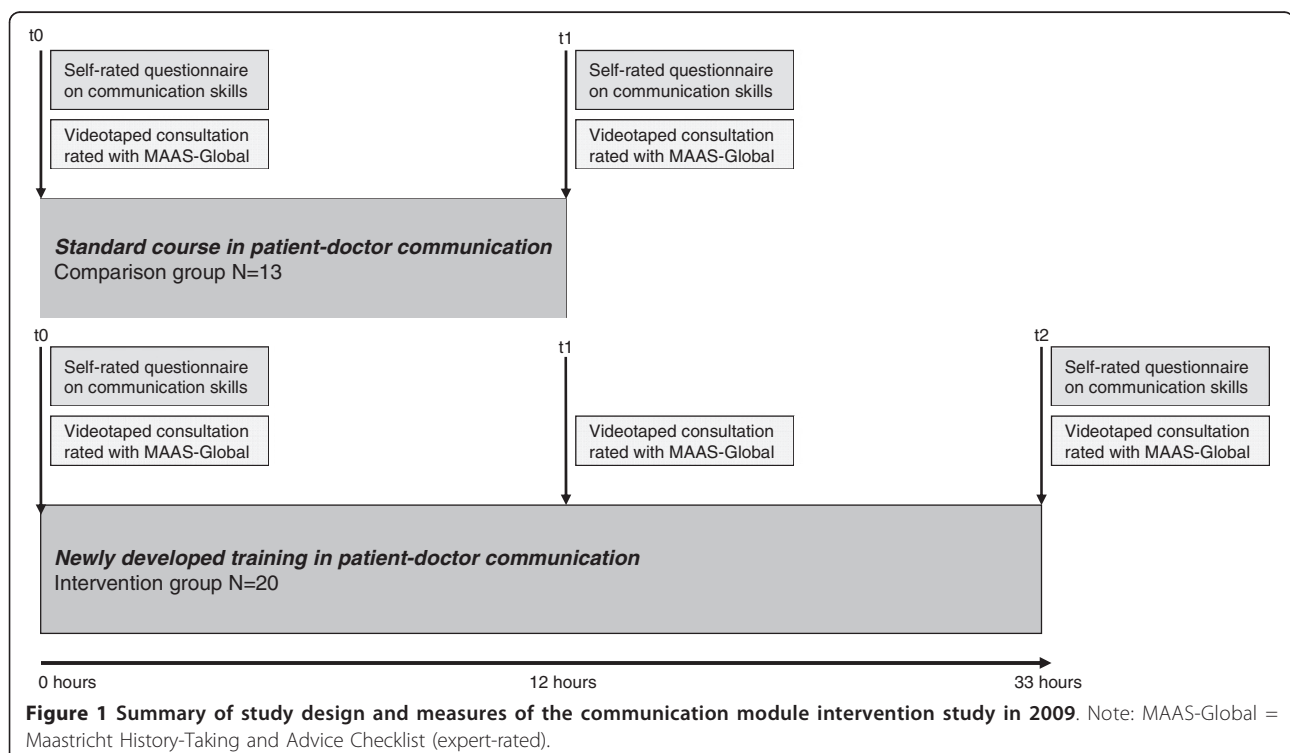 t0
t1
Self-rated questionnaire
on communication skills
Self-rated questionnaire
on communication skills
Videotaped consultation
rated with MAAS-Global
Videotaped consultation
rated with MAAS-Global
Standard course in patient-doctor communication
Comparison group N=13
t0
t1
t2
Self-rated questionnaire
on communication skills
Self-rated questionnaire
on communication skills
Videotaped consultation
rated with MAAS-Global
Videotaped consultation
rated with MAAS-Global
Videotaped consultation
rated with MAAS-Global
Newly developed training in patient-doctor communication
Intervention group N=20
0 hours
12 hours
33 hours
Figure 1 Summary of study design and measures of the communication module intervention study in 2009. Note: MAAS-Global =
Maastricht History-Taking and Advice Checklist (expert-rated).